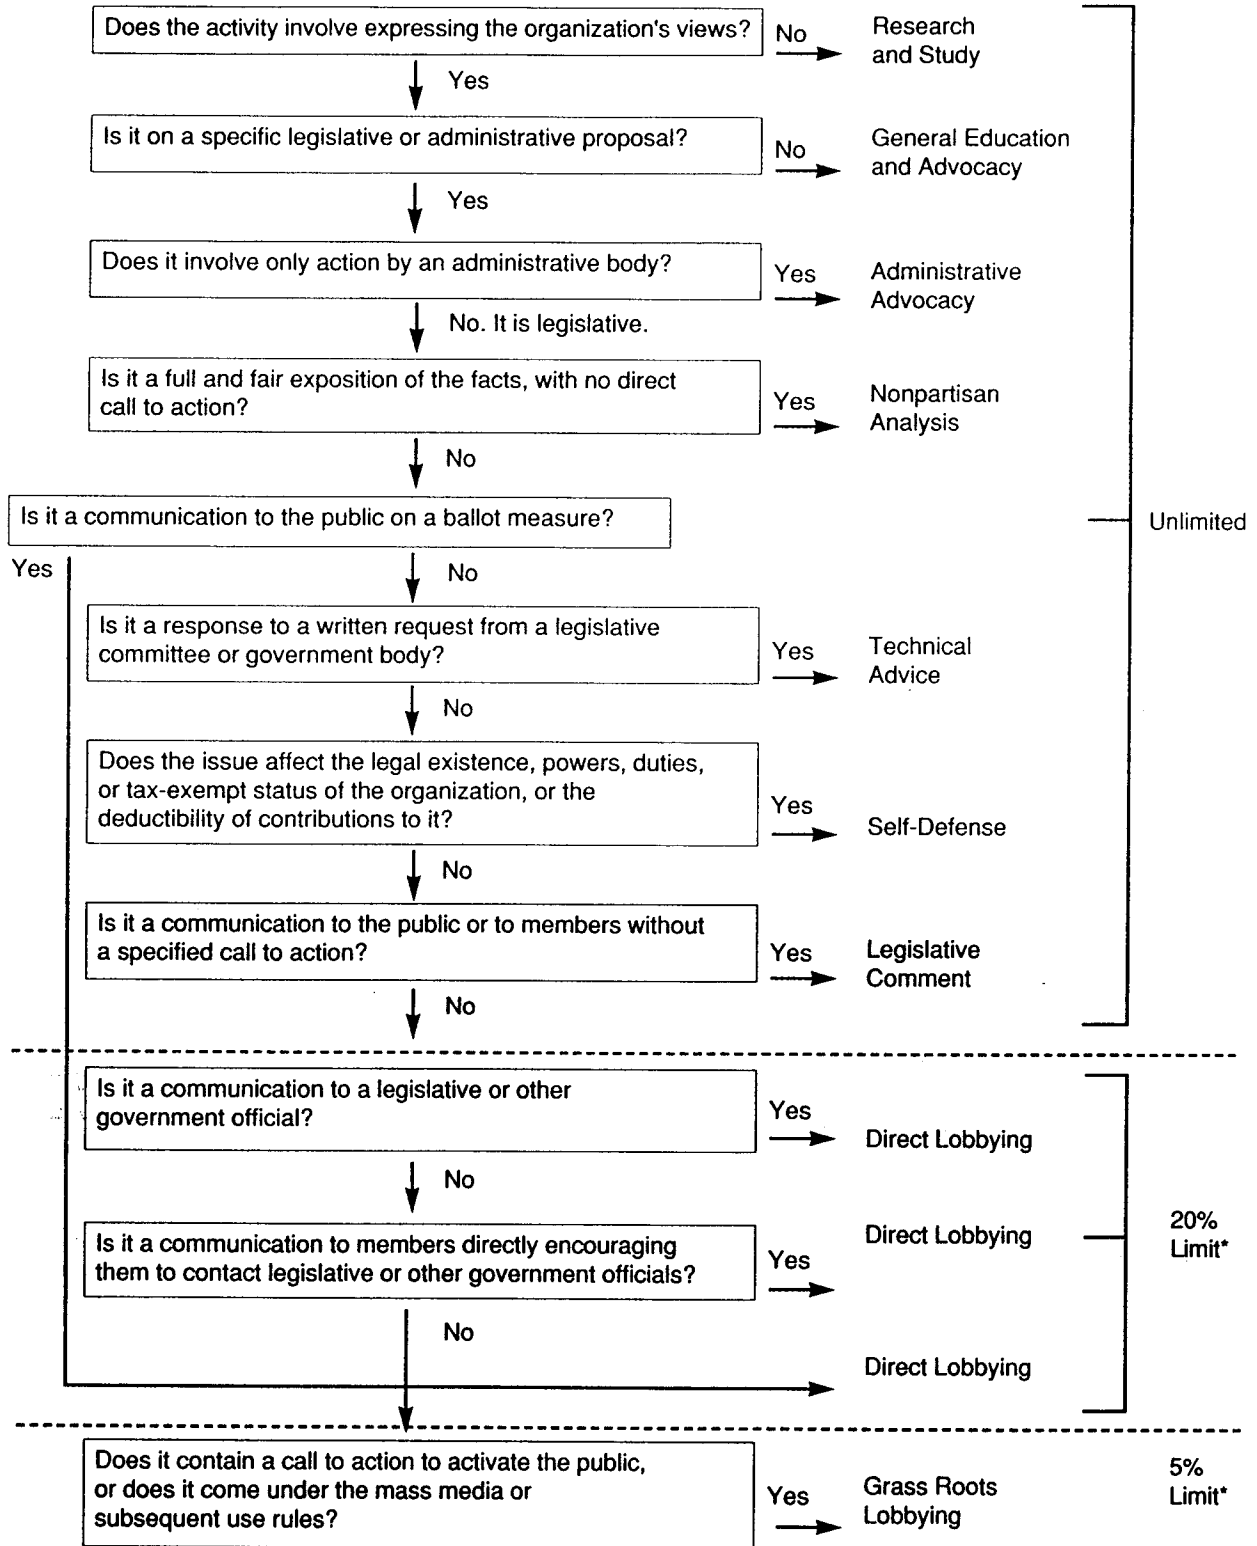 Does the activity involve expressing the organization's views?
No
Research
and Study
Yes
Is it on a specific legislative or administrative proposal?
No
General Education
and Advocacy
Yes
Does it involve only action by an administrative body?
Yes
Administrative
Advocacy
No. It is legislative.
Is it a full and fair exposition of the facts, with no direct
call to action?
Yes
Nonpartisan
Analysis
No
Is it a communication to the public on a ballot measure?
Unlimited
Yes
No
Is it a response to a written request from a legislative
committee or government body?
Yes
Technical
Advice
No
Does the issue affect the legal existence, powers, duties,
or tax-exempt status of the organization, or the
deductibility of contributions to it?
Yes
Self-Defense
No
Is it a communication to the public or to members without
a specified call to action?
Yes
Legislative
Comment
No
Is it a communication to a legislative or other
government official?
Yes
Direct Lobbying
No
Is it a communication to members directly encouraging
them to contact legislative or other government officials?
Yes
Direct Lobbying
20%
Limit*
No
Direct Lobbying
Does it contain a call to action to activate the public,
or does it come under the mass media or
subsequent use rules?
Yes
Grass Roots
Lobbying
5%
Limit*